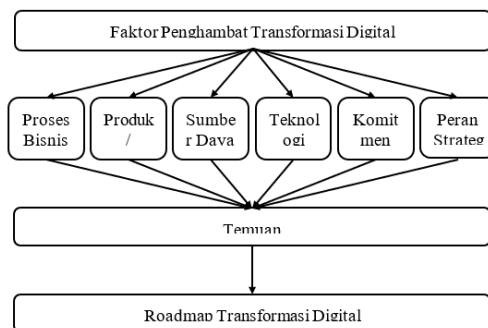 Faktor Penghambat Transformasi Digital
Proses
Bisnis
Produk
/
Sumbe
r Daya
Teknol
ogi
Komit
men
Peran
Strateg
Temuan
Roadmap Transformasi Digital